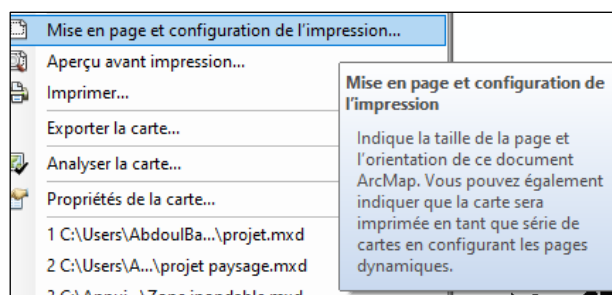 Mise en page et configuration de l'impression...
Aperçu avant impression...
Imprimer...
Exporter la carte...
Analyser la carte...
Propriétés de la carte...
1 C:\Users\AbdoulBa...\projet.mxd
2 C:\Users\A...\projet paysage.mxd
Mise en page et configuration de
l'impression
Indique la taille de la page et
l'orientation de ce document
ArcMap. Vous pouvez également
indiquer que la carte sera
imprimée en tant que série de
cartes en configurant les pages
dynamiques.